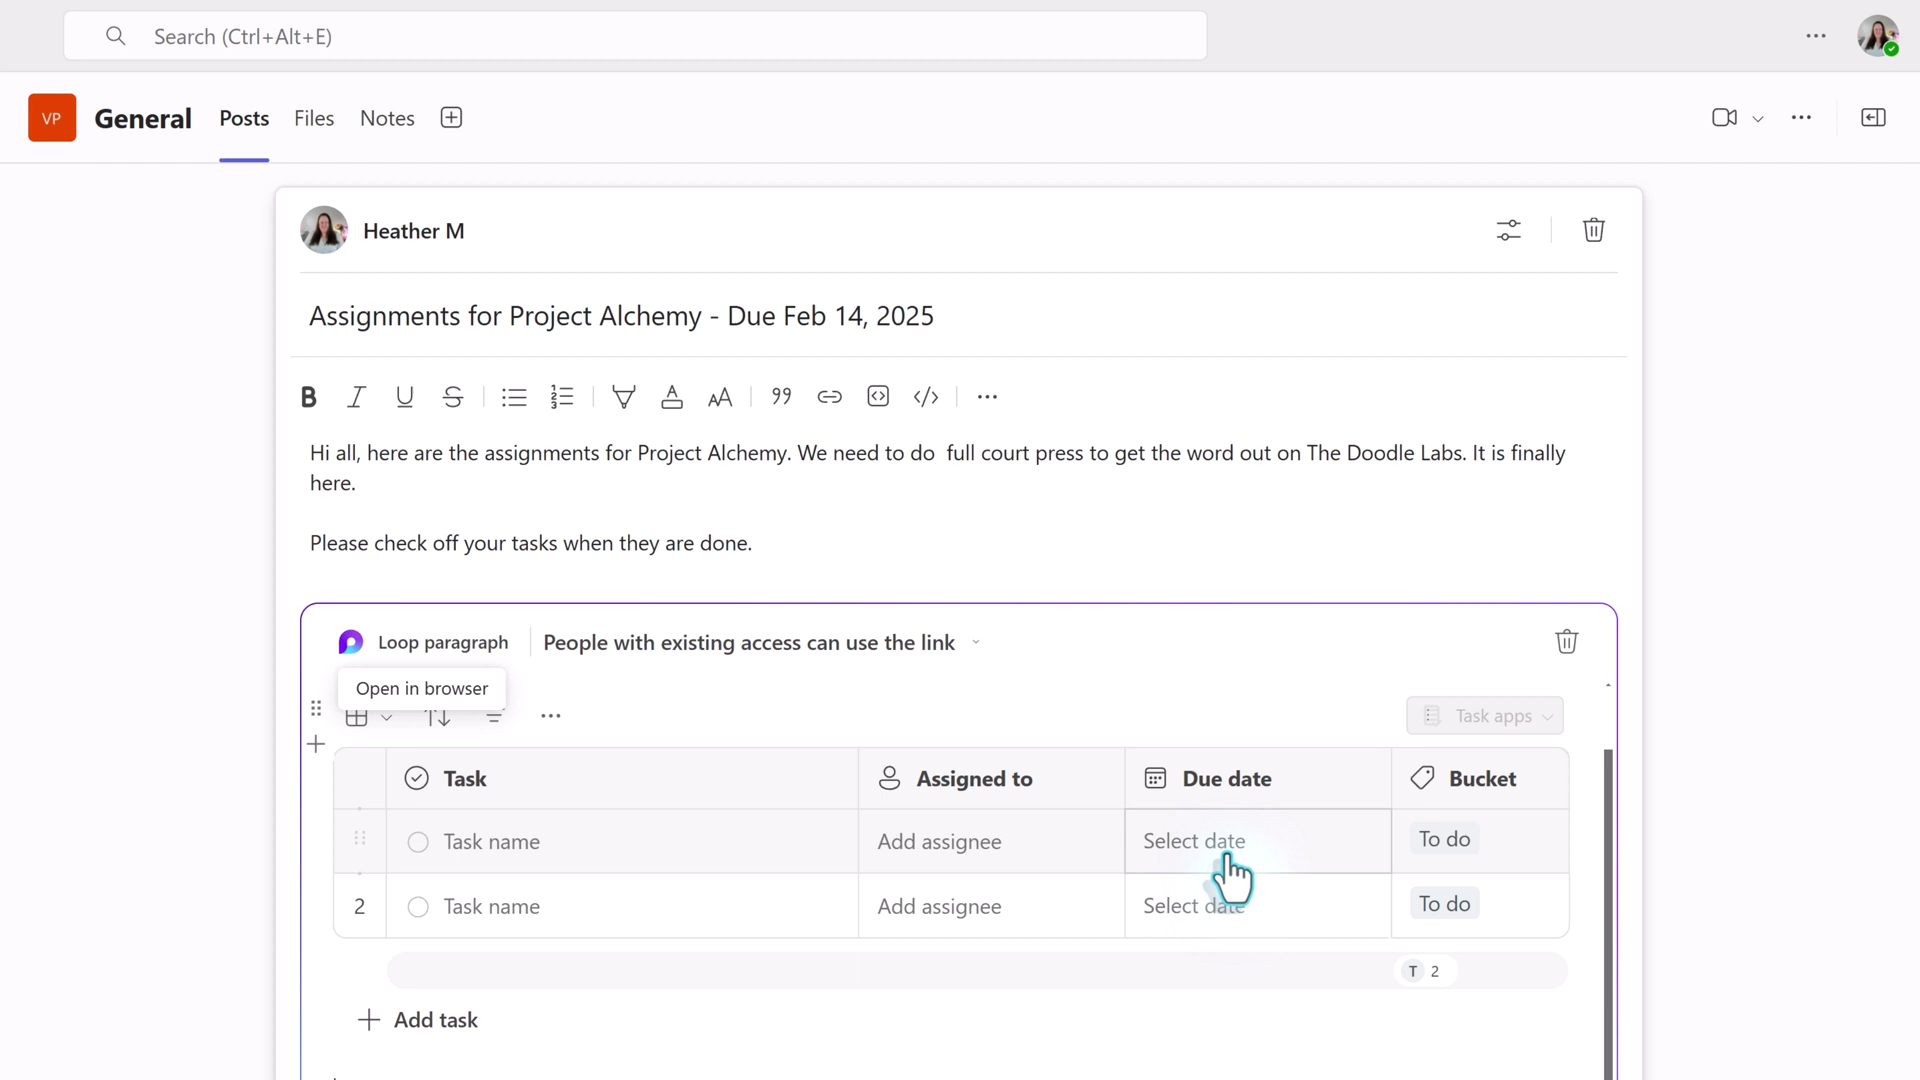 Search (Ctrl+Alt+E)
VP General Posts Files Notes
Heather M
Assignments for Project Alchemy - Due Feb 14, 2025
Hi all, here are the assignments for Project Alchemy. We need to do  full court press to get the word out on The Doodle Labs. It is finally
here.
Please check off your tasks when they are done.
Loop paragraph People with existing access can use the link
Open in browser
Task apps
Task Assigned to Due date Bucket
Task name Add assignee Select date To do
2 Task name Add assignee Select date To do
T 2
Add task